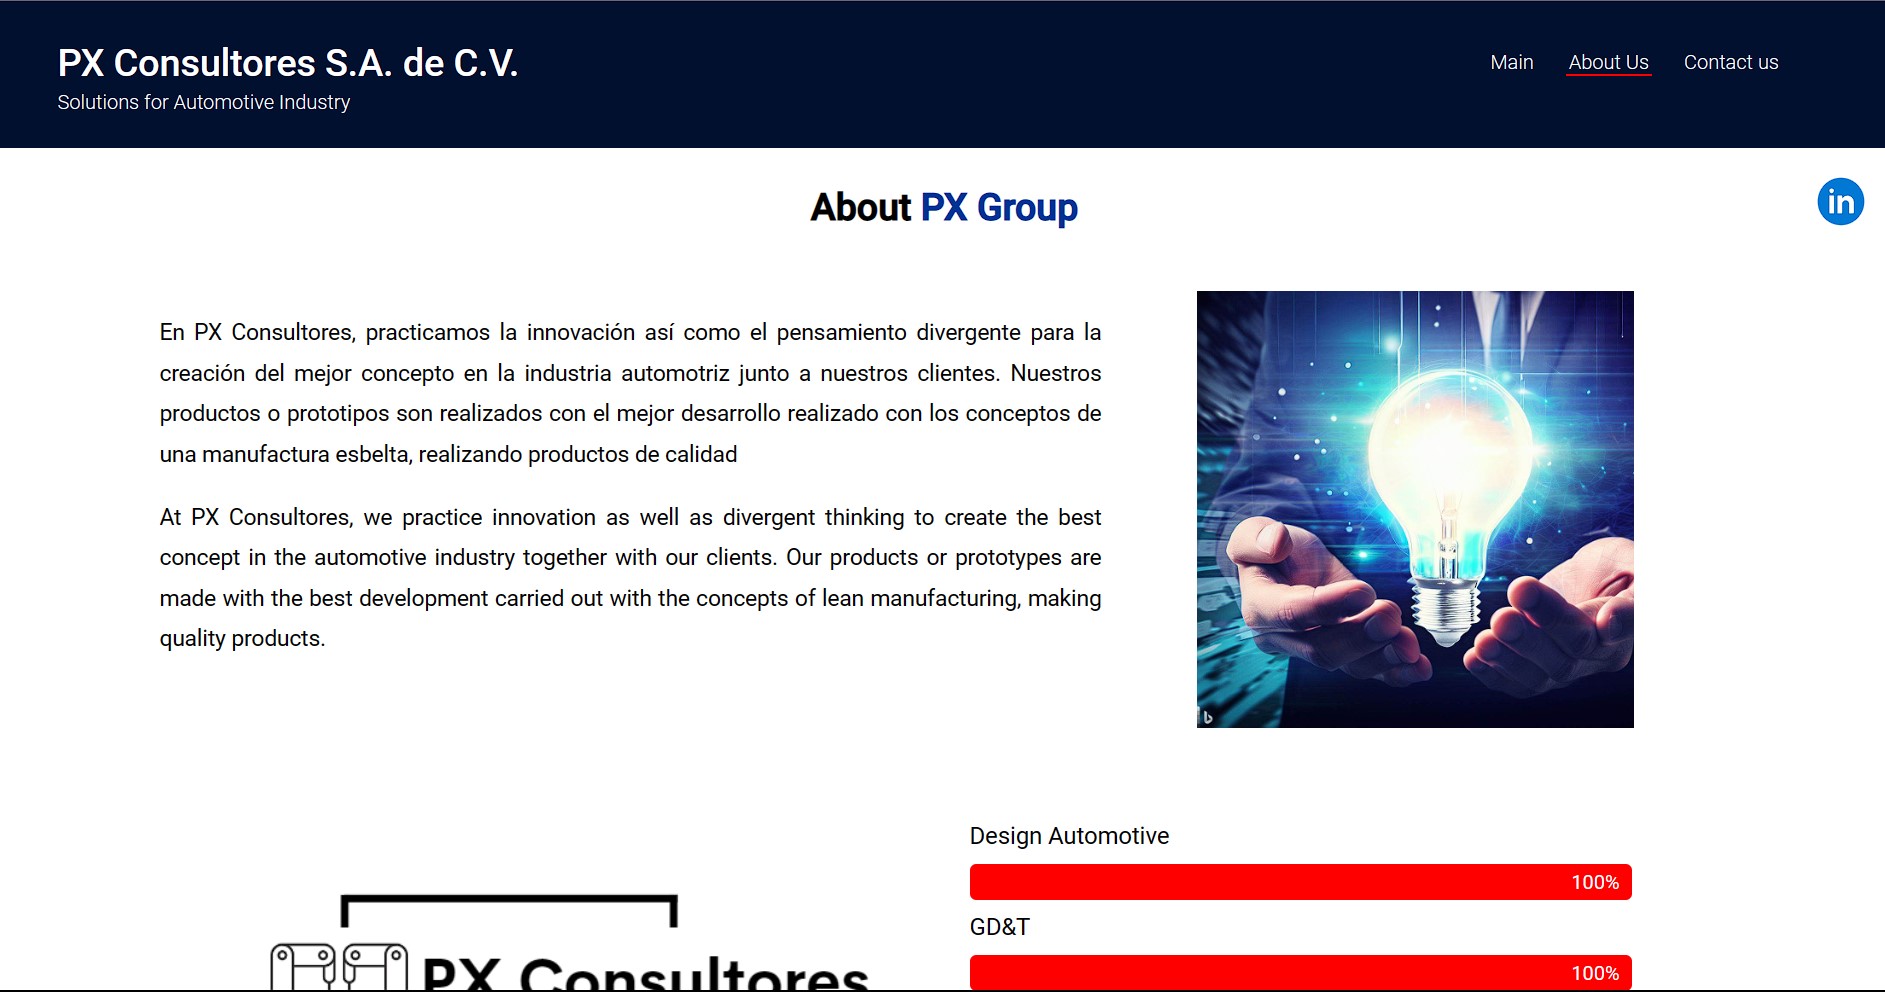 PX Consultores S.A. de C.V.
Solutions for Automotive Industry
Main
About Us
Contact us
About PX Group
in
En PX Consultores, practicamos la innovación así como el pensamiento divergente para la
creación del mejor concepto en la industria automotriz junto a nuestros clientes. Nuestros
productos o prototipos son realizados con el mejor desarrollo realizado con los conceptos de
una manufactura esbelta, realizando productos de calidad
At PX Consultores, we practice innovation as well as divergent thinking to create the best
concept in the automotive industry together with our clients. Our products or prototypes are
made with the best development carried out with the concepts of lean manufacturing, making
quality products.
Design Automotive
100%
GD&T
100%
PX Consultores